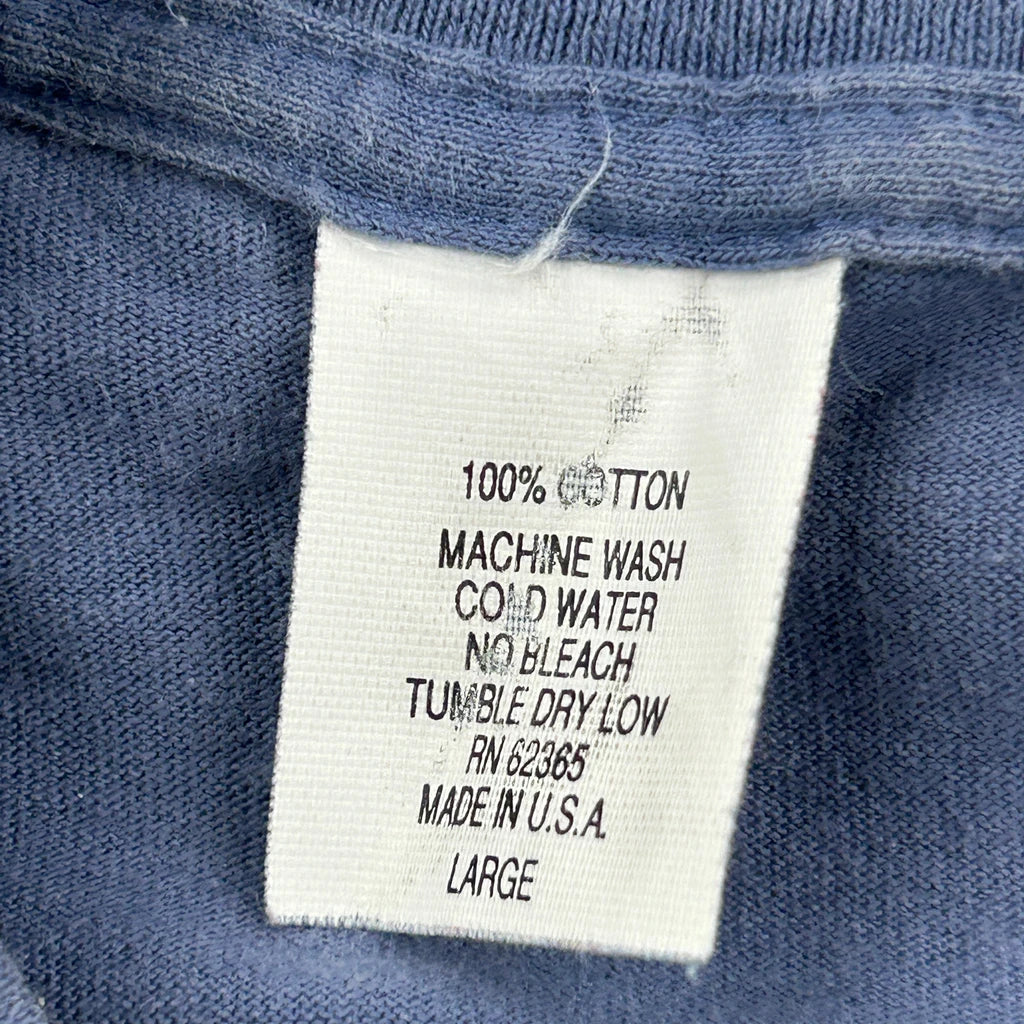 100% COTTON
MACHINE WASH
COLD WATER
NO BLEACH
TUMBLE DRY LOW
RN 62365
MADE IN U.S.A.
LARGE